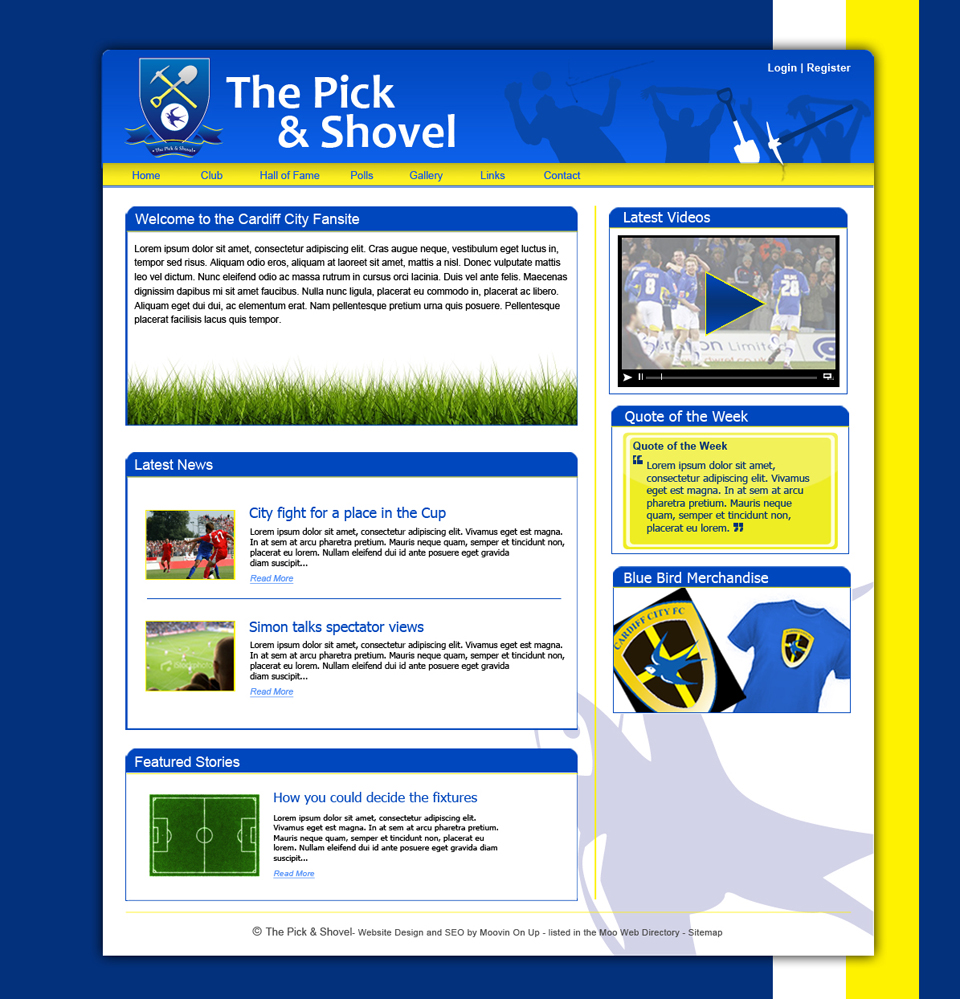 Login | Register
The Pick
& Shovel
• The Pick & Shovel •
Home Club Hall of Fame Polls Gallery Links Contact
Welcome to the Cardiff City Fansite
Lorem ipsum dolor sit amet, consectetur adipiscing elit. Cras augue neque, vestibulum eget luctus in,
tempor sed risus. Aliquam odio eros, aliquam at laoreet sit amet, mattis a nisl. Donec vulputate mattis
leo vel dictum. Nunc eleifend odio ac massa rutrum in cursus orci lacinia. Duis vel ante felis. Maecenas
dignissim dapibus mi sit amet faucibus. Nulla nunc ligula, placerat eu commodo in, placerat ac libero.
Aliquam eget dui dui, ac elementum erat. Nam pellentesque pretium urna quis posuere. Pellentesque
placerat facilisis lacus quis tempor.
Latest News
City fight for a place in the Cup
Lorem ipsum dolor sit amet, consectetur adipiscing elit. Vivamus eget est magna.
In at sem at arcu pharetra pretium. Mauris neque quam, semper et tincidunt non,
placerat eu lorem. Nullam eleifend dui id ante posuere eget gravida
diam suscipit...
Read More
Simon talks spectator views
Lorem ipsum dolor sit amet, consectetur adipiscing elit. Vivamus eget est magna.
In at sem at arcu pharetra pretium. Mauris neque quam, semper et tincidunt non,
placerat eu lorem. Nullam eleifend dui id ante posuere eget gravida
diam suscipit...
Read More
Featured Stories
How you could decide the fixtures
Lorem ipsum dolor sit amet, consectetur adipiscing elit.
Vivamus eget est magna. In at sem at arcu pharetra pretium.
Mauris neque quam, semper et tincidunt non, placerat eu
lorem. Nullam eleifend dui id ante posuere eget gravida diam
suscipit...
Read More
Latest Videos
8
28
Limite
Quote of the Week
Quote of the Week
❝ Lorem ipsum dolor sit amet,
consectetur adipiscing elit. Vivamus
eget est magna. In at sem at arcu
pharetra pretium. Mauris neque
quam, semper et tincidunt non,
placerat eu lorem. ❞
Blue Bird Merchandise
CARDIFF CITY FC
© The Pick & Shovel- Website Design and SEO by Moovin On Up - listed in the Moo Web Directory - Sitemap